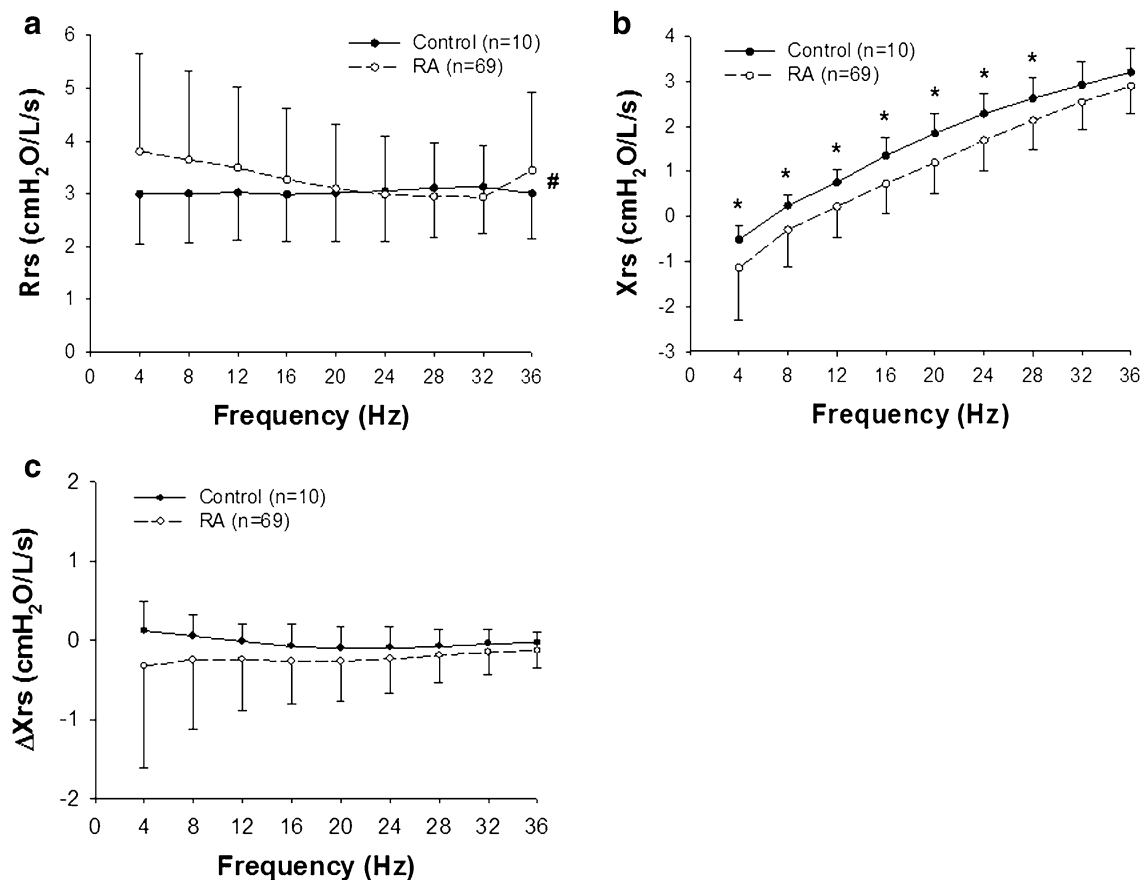 a
6
5
4
3
2
1
0
Rrs (cmH₂O/L/s)
Control (n=10)
RA (n=69)
#
0 4 8 12 16 20 24 28 32 36
Frequency (Hz)
b
4
3
2
1
0
-1
-2
-3
Xrs (cmH₂O/L/s)
Control (n=10)
RA (n=69)
* * * * * * *
0 4 8 12 16 20 24 28 32 36
Frequency (Hz)
c
2
1
0
-1
-2
ΔXrs (cmH₂O/L/s)
Control (n=10)
RA (n=69)
0 4 8 12 16 20 24 28 32 36
Frequency (Hz)